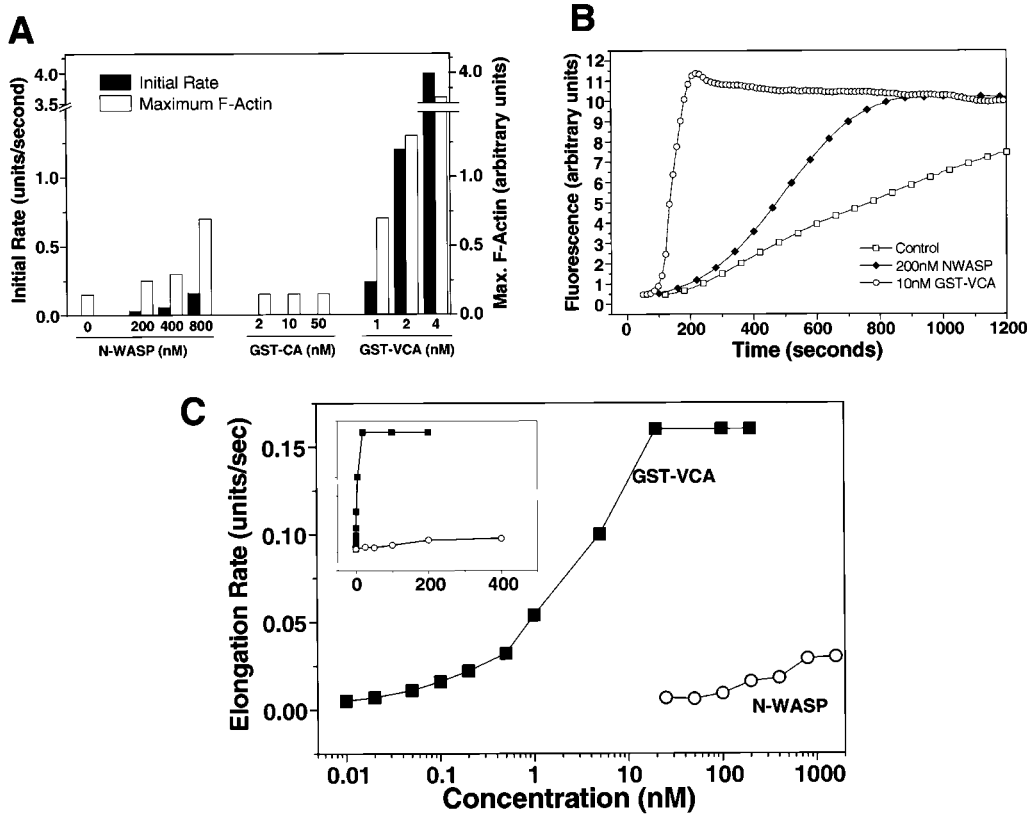 A
Initial Rate (units/second)
4.0
3.5
1.0
0.5
0.0
Initial Rate
Maximum F-Actin
4.0
1.0
0.5
0.0
Max. F-Actin (arbitrary units)
0 200 400 800 2 10 50 1 2 4
N-WASP (nM) GST-CA (nM) GST-VCA (nM)
B
Fluorescence (arbitrary units)
12
11
10
9
8
7
6
5
4
3
2
1
0
Control
200nM NWASP
10nM GST-VCA
0 200 400 600 800 1000 1200
Time (seconds)
C
Elongation Rate (units/sec)
0.15
0.10
0.05
0.00
0 200 400
GST-VCA
N-WASP
0.01 0.1 1 10 100 1000
Concentration (nM)